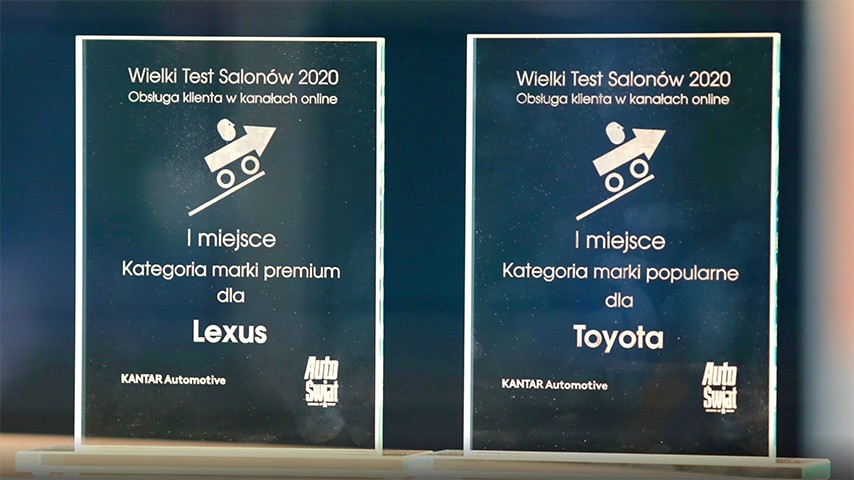 Wielki Test Salonów 2020
Obsługa klienta w kanałach online
I miejsce
Kategoria marki premium
dla
Lexus
KANTAR Automotive
Auto
Świat
Wielki Test Salonów 2020
Obsługa klienta w kanałach online
I miejsce
Kategoria marki popularne
dla
Toyota
KANTAR Automotive
Auto
Świat